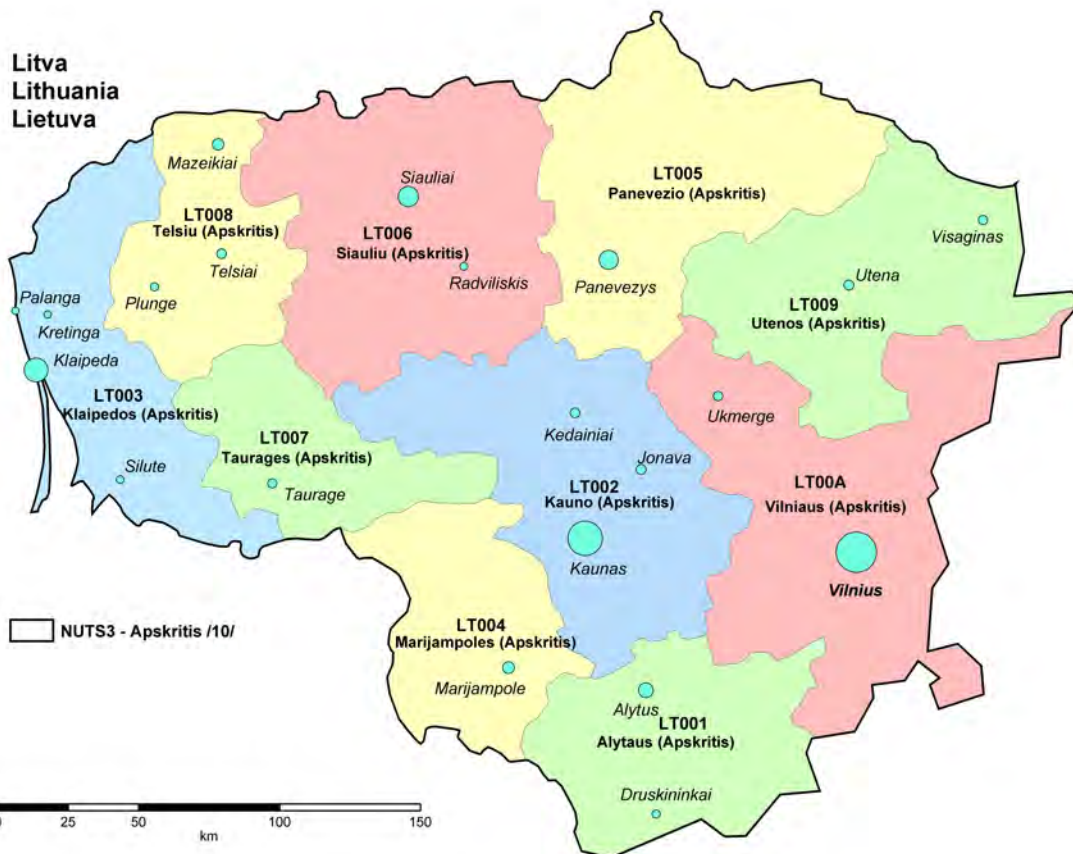 Litva
Lithuania
Lietuva
Mazeikiai
LT008
Telsiu (Apskritis)
Telsiai
Plunge
Siauliai
LT006
Siauliu (Apskritis)
Radviliskis
LT005
Panevezio (Apskritis)
Panevezys
Visaginas
Utena
LT009
Utenos (Apskritis)
Palanga
Kretinga
Klaipeda
LT003
Klaipedos (Apskritis)
Silute
LT007
Taurages (Apskritis)
Taurage
Kedainiai
Jonava
LT002
Kauno (Apskritis)
Kaunas
Ukmerge
LT00A
Vilniaus (Apskritis)
Vilnius
NUTS3 - Apskritis /10/
LT004
Marijampoles (Apskritis)
Marijampole
Alytus
LT001
Alytaus (Apskritis)
Druskininkai
25 50 100 150
km